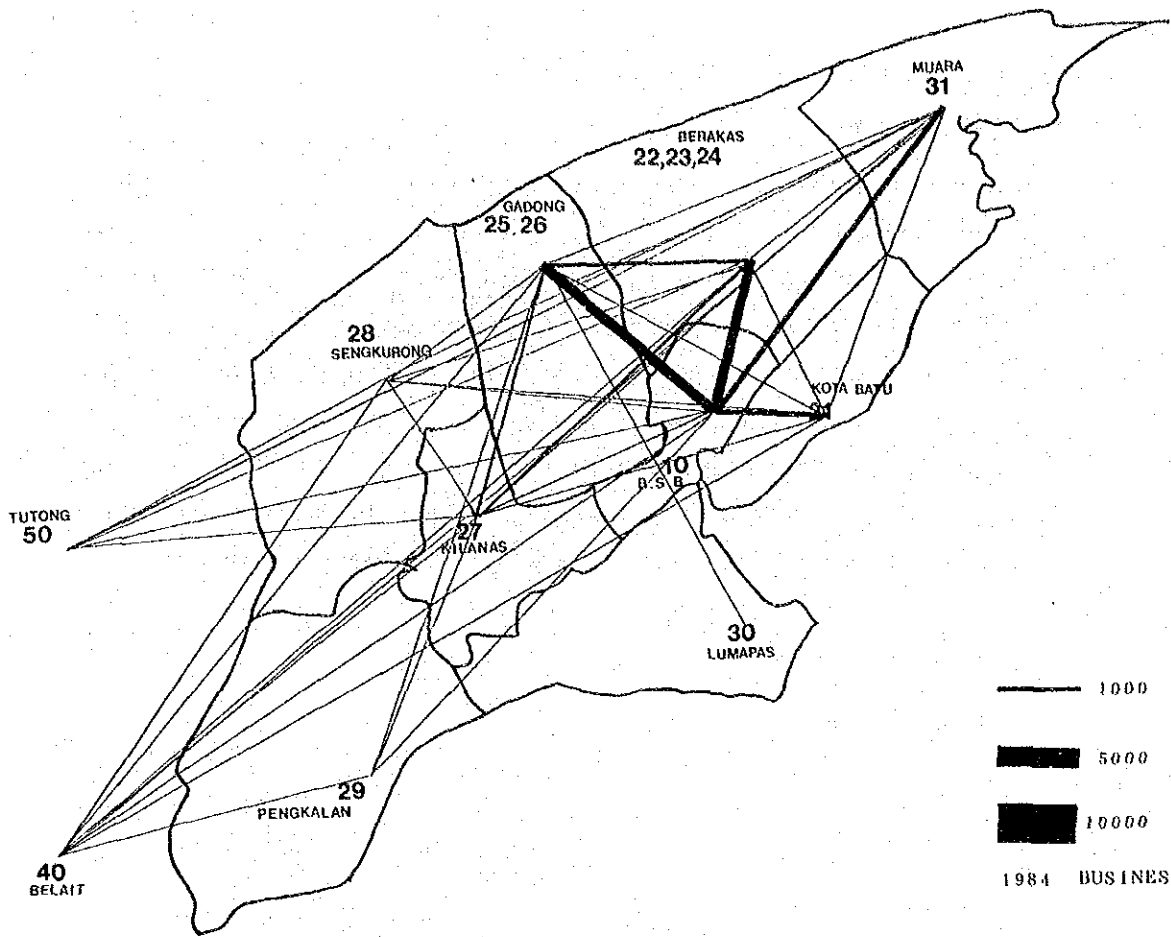 MUARA
31
BERAKAS
22,23,24
GADONG
25,26
28
SENGKURONG
KOTA BATU
10
B.S.B.
TUTONG
50
27
KILANAS
30
LUMAPAS
1000
29
PENGKALAN
5000
10000
40
BELAIT
1984 BUSINES